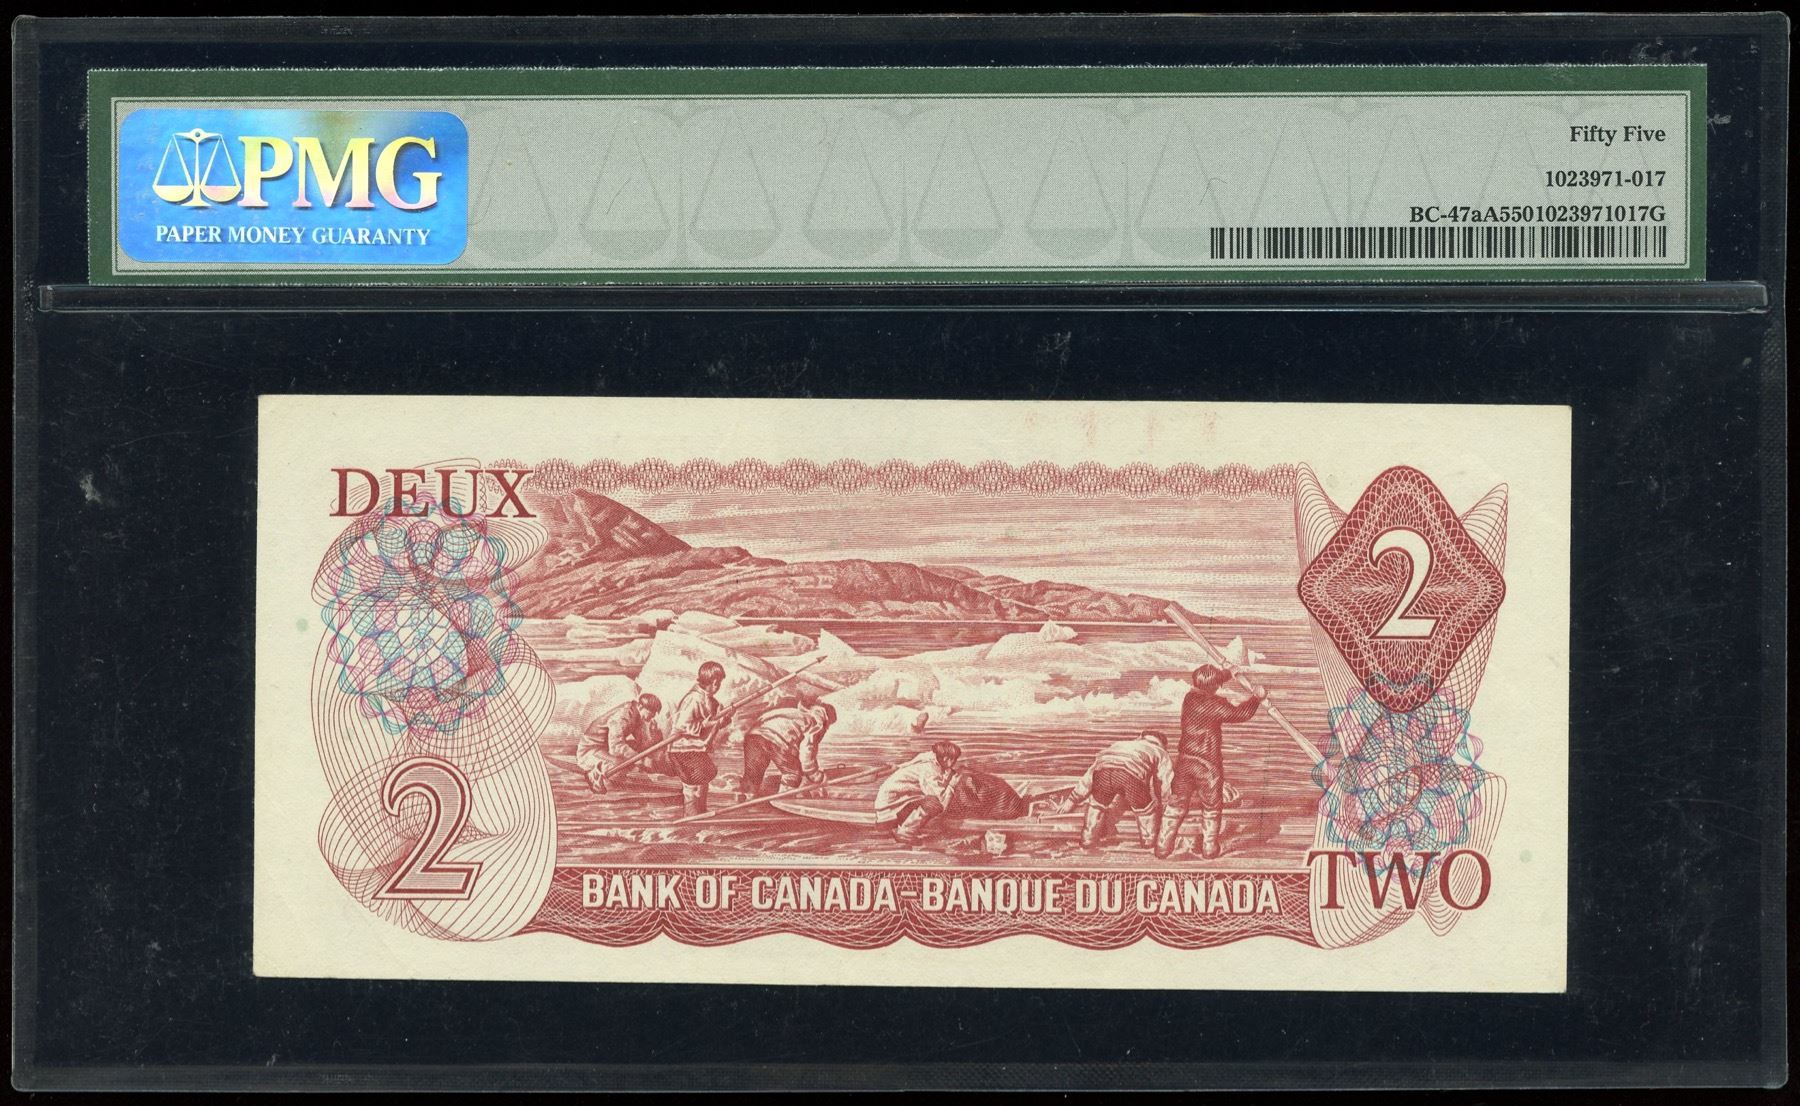 PMG
PAPER MONEY GUARANTY
Fifty Five
1023971-017
BC-47aA5501023971017G
DEUX
2
2
TWO
BANK OF CANADA-BANQUE DU CANADA